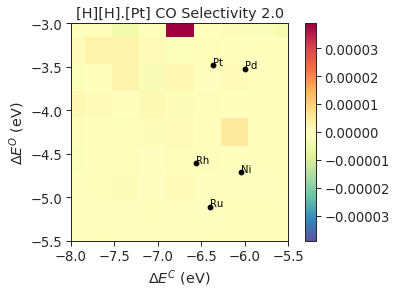 [H][H].[Pt] CO Selectivity 2.0
−3.0
−3.5
−4.0
−4.5
−5.0
−5.5
ΔE^O (eV)
Pt
Pd
Rh
Ni
Ru
−8.0 −7.5 −7.0 −6.5 −6.0 −5.5
ΔE^C (eV)
0.00003
0.00002
0.00001
0.00000
−0.00001
−0.00002
−0.00003